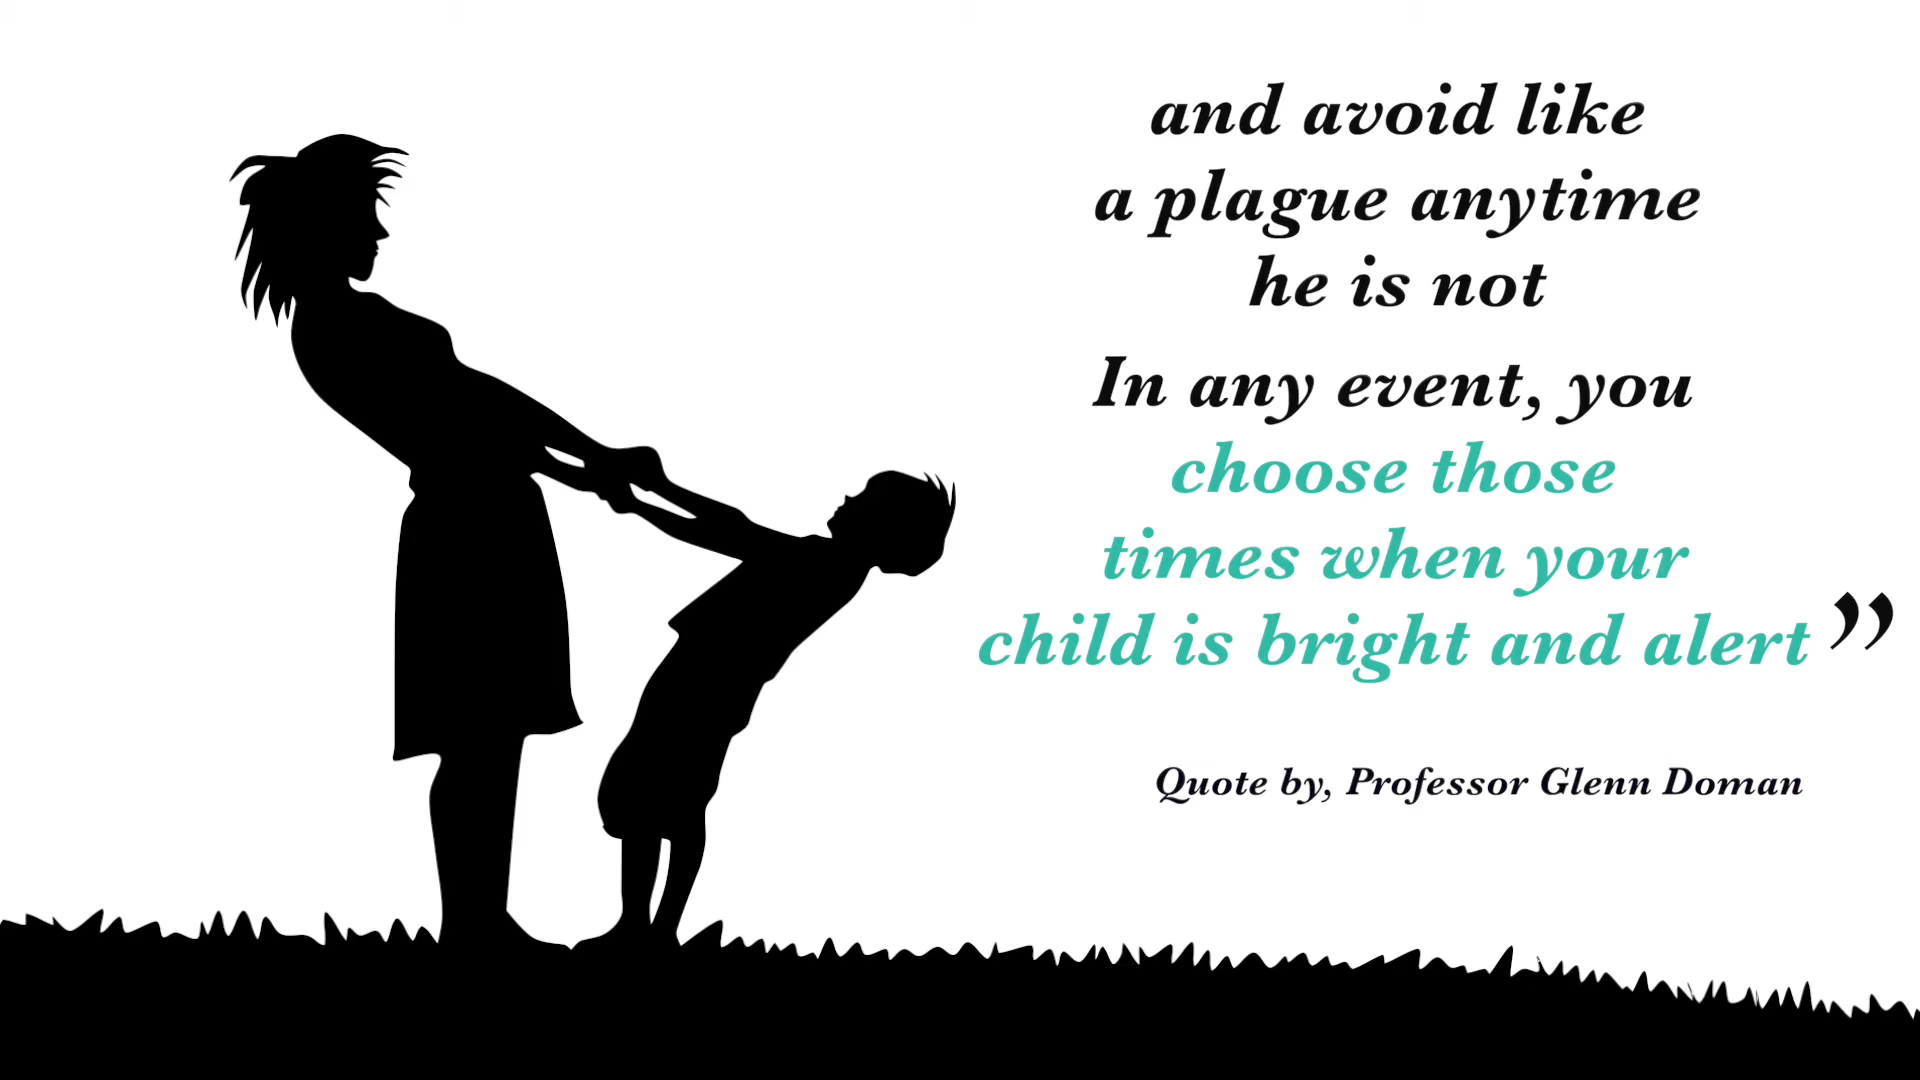 and avoid like
a plague anytime
he is not
In any event, you
choose those
times when your
child is bright and alert”
Quote by, Professor Glenn Doman